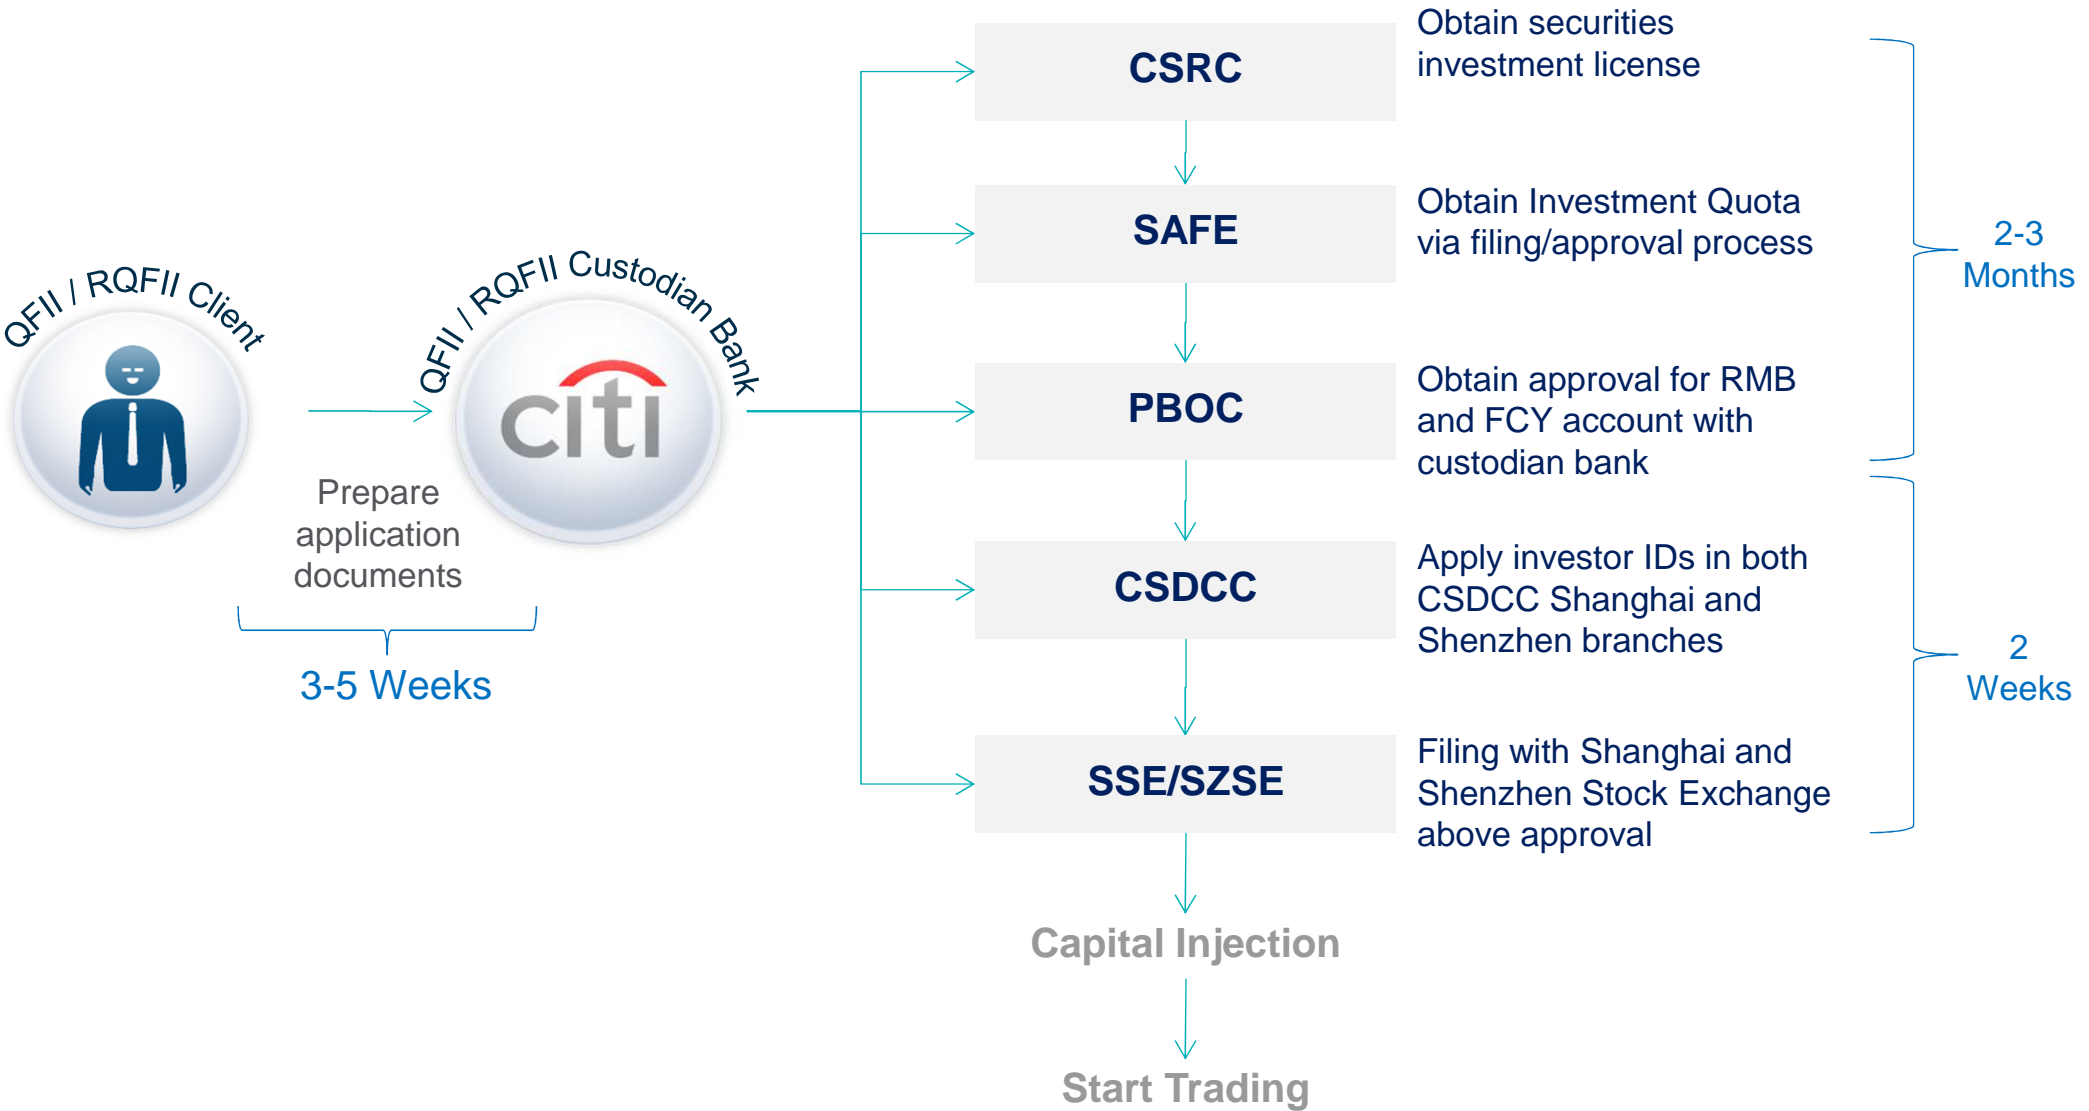 QFII / RQFII Client
Prepare
application
documents
3-5 Weeks
QFII / RQFII Custodian Bank
citi
CSRC
Obtain securities
investment license
SAFE
Obtain Investment Quota
via filing/approval process
PBOC
Obtain approval for RMB
and FCY account with
custodian bank
2-3
Months
CSDCC
Apply investor IDs in both
CSDCC Shanghai and
Shenzhen branches
SSE/SZSE
Filing with Shanghai and
Shenzhen Stock Exchange
above approval
2
Weeks
Capital Injection
Start Trading